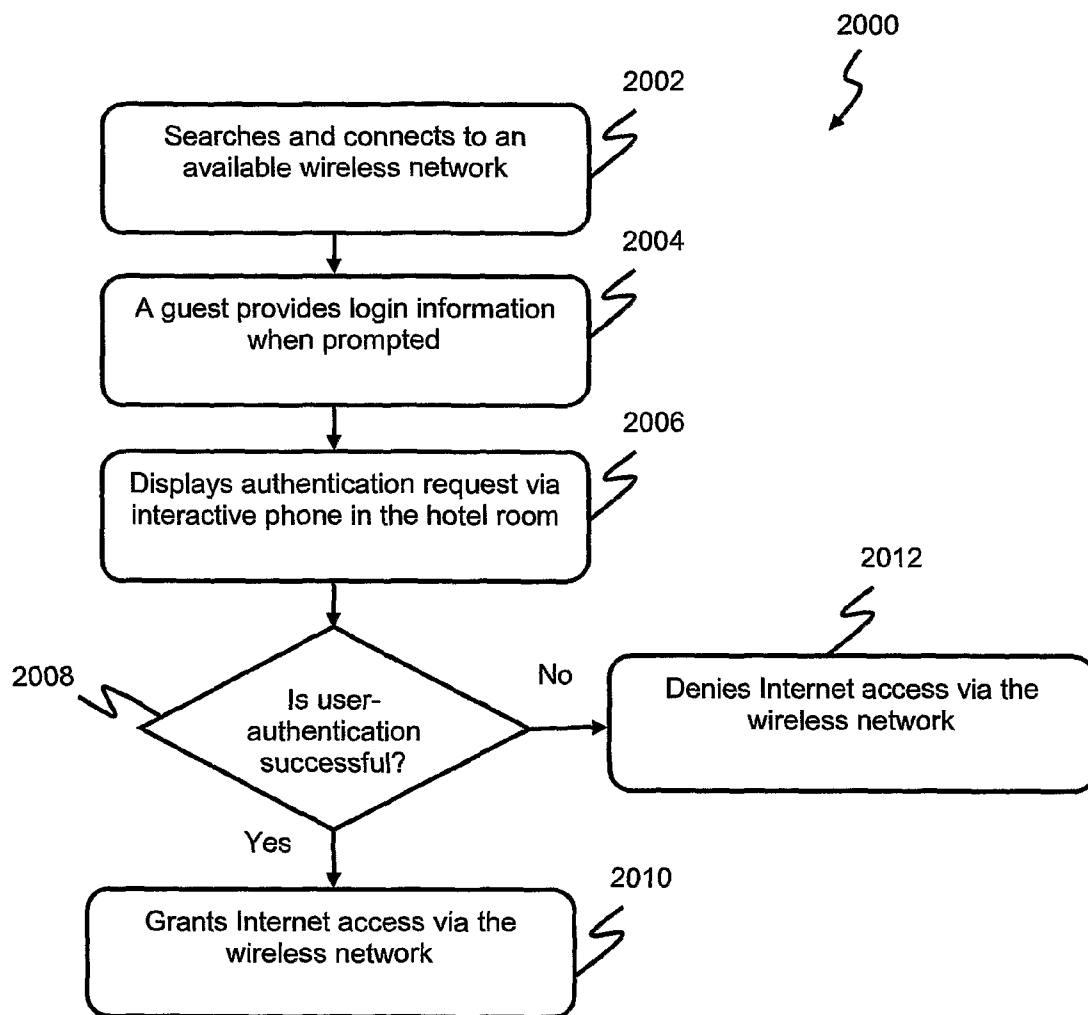 2000
2002
Searches and connects to an
available wireless network
2004
A guest provides login information
when prompted
2006
Displays authentication request via
interactive phone in the hotel room
2012
2008
No
Denies Internet access via the
wireless network
Is user-
authentication
successful?
Yes
2010
Grants Internet access via the
wireless network